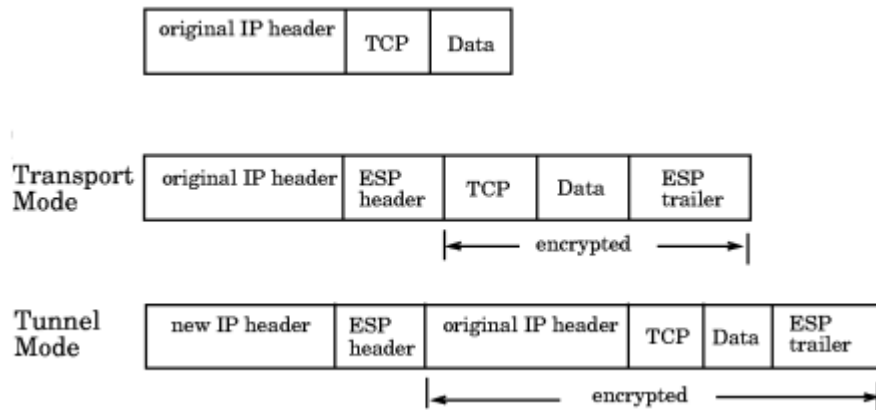 original IP header
TCP
Data
Transport
Mode
original IP header
ESP
header
TCP
Data
ESP
trailer
encrypted
Tunnel
Mode
new IP header
ESP
header
original IP header
TCP
Data
ESP
trailer
encrypted